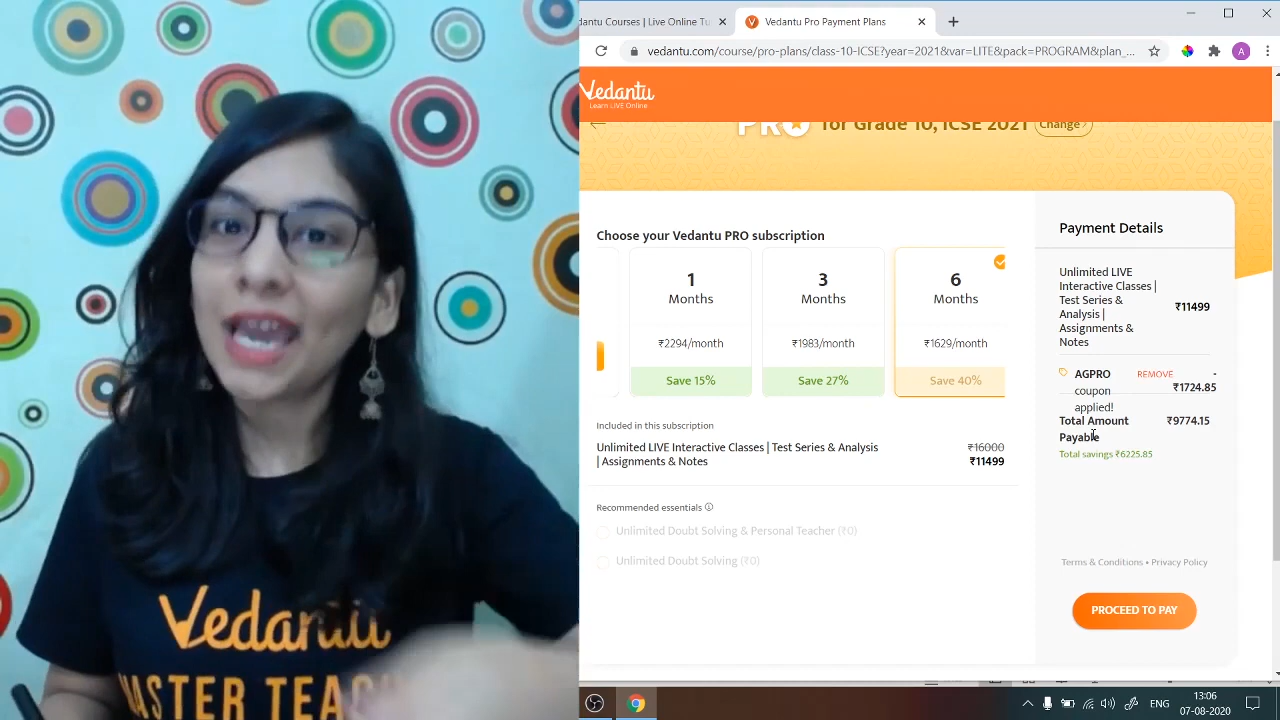 Vedantu
MASTER TEAC
dantu Courses | LIVE Online Tu
Vedantu Pro Payment Plans
vedantu.com/course/pro-plans/class-10-ICSE?year=2021&var=LITE&pack=PROGRAM&plan_...
A
Vedantu
Learn LIVE Online
PRO for Grade 10, ICSE 2021 Change
Choose your Vedantu PRO subscription
1
Months
₹2294/month
Save 15%
3
Months
₹1983/month
Save 27%
6
Months
₹1629/month
Save 40%
Included in this subscription
Unlimited LIVE Interactive Classes | Test Series & Analysis
| Assignments & Notes
₹16000
₹11499
Recommended essentials
Unlimited Doubt Solving & Personal Teacher (₹0)
Unlimited Doubt Solving (₹0)
Payment Details
Unlimited LIVE
Interactive Classes |
Test Series &
Analysis |
Assignments &
Notes
₹11499
AGPRO
coupon
applied!
REMOVE
-
₹1724.85
Total Amount
Payable
₹9774.15
Total savings ₹6225.85
Terms & Conditions • Privacy Policy
PROCEED TO PAY
ENG
13:06
07-08-2020